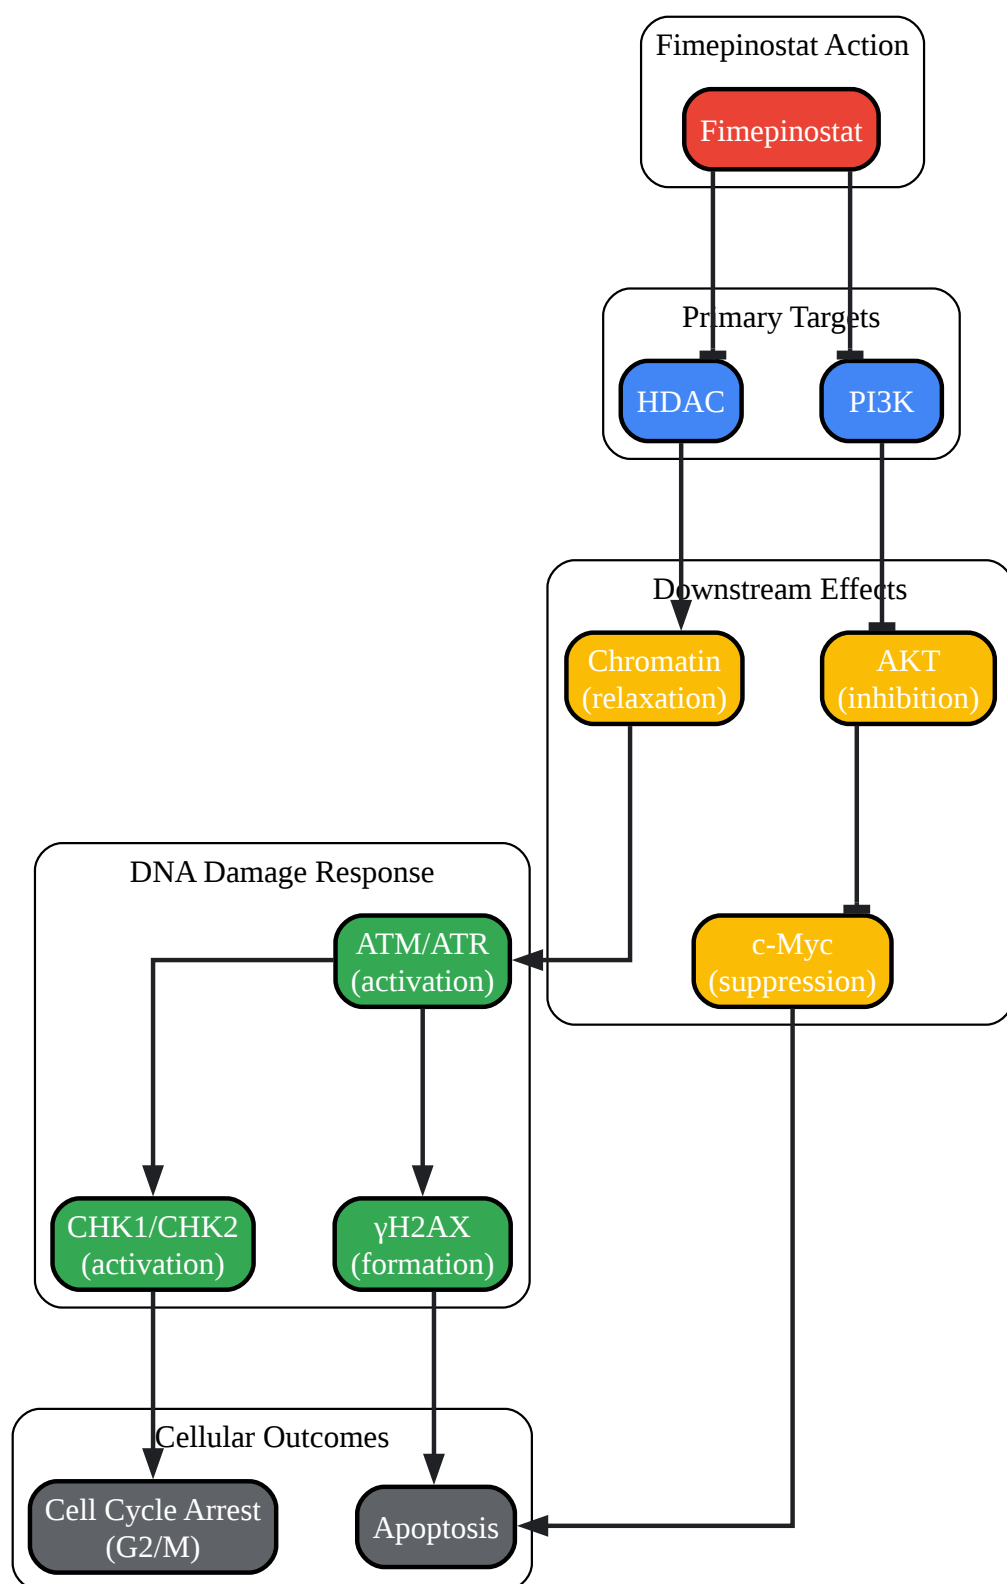 Fimepinostat Action
Fimepinostat
Primary Targets
HDAC
PI3K
Downstream Effects
Chromatin
(relaxation)
AKT
(inhibition)
DNA Damage Response
ATM/ATR
(activation)
c-Myc
(suppression)
CHK1/CHK2
(activation)
γH2AX
(formation)
Cellular Outcomes
Cell Cycle Arrest
(G2/M)
Apoptosis